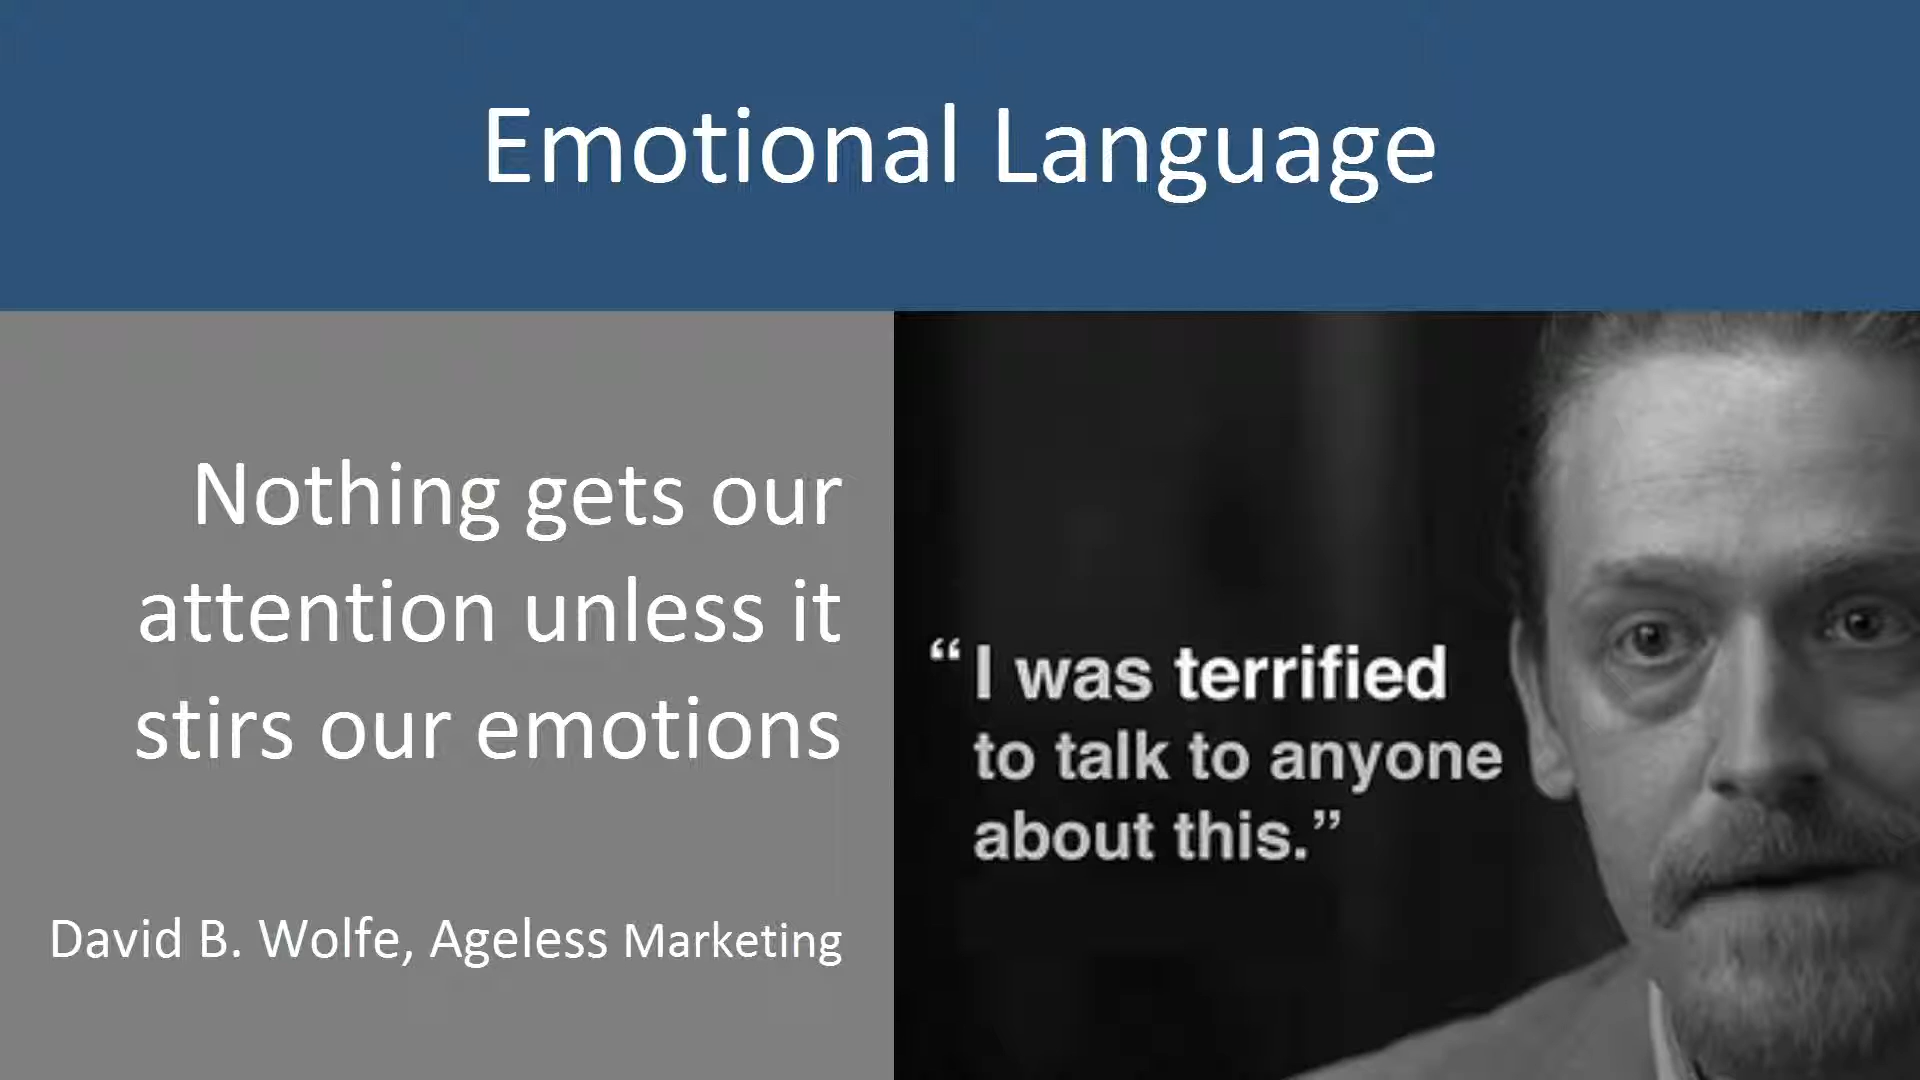 Emotional Language
Nothing gets our
attention unless it
stirs our emotions
David B. Wolfe, Ageless Marketing
“I was terrified
to talk to anyone
about this.”